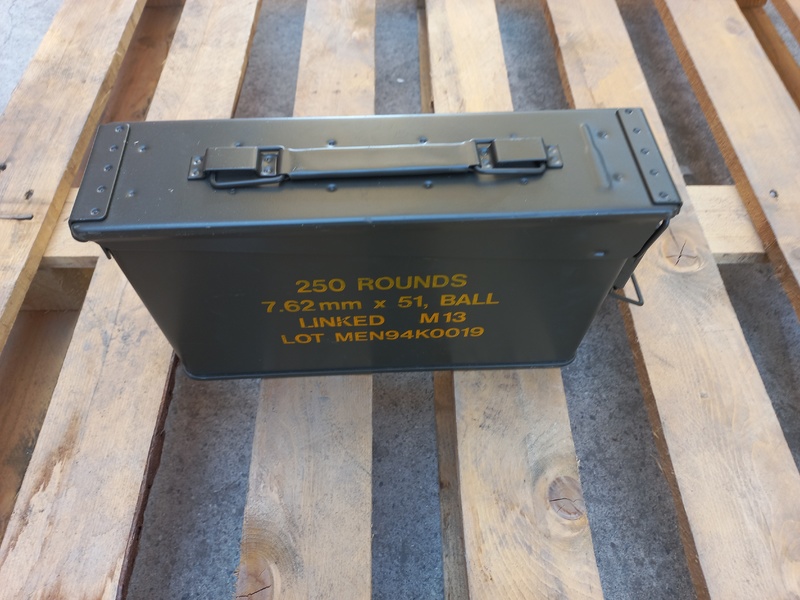 250 ROUNDS
7.62mm x 51, BALL
LINKED M13
LOT MEN94K0019